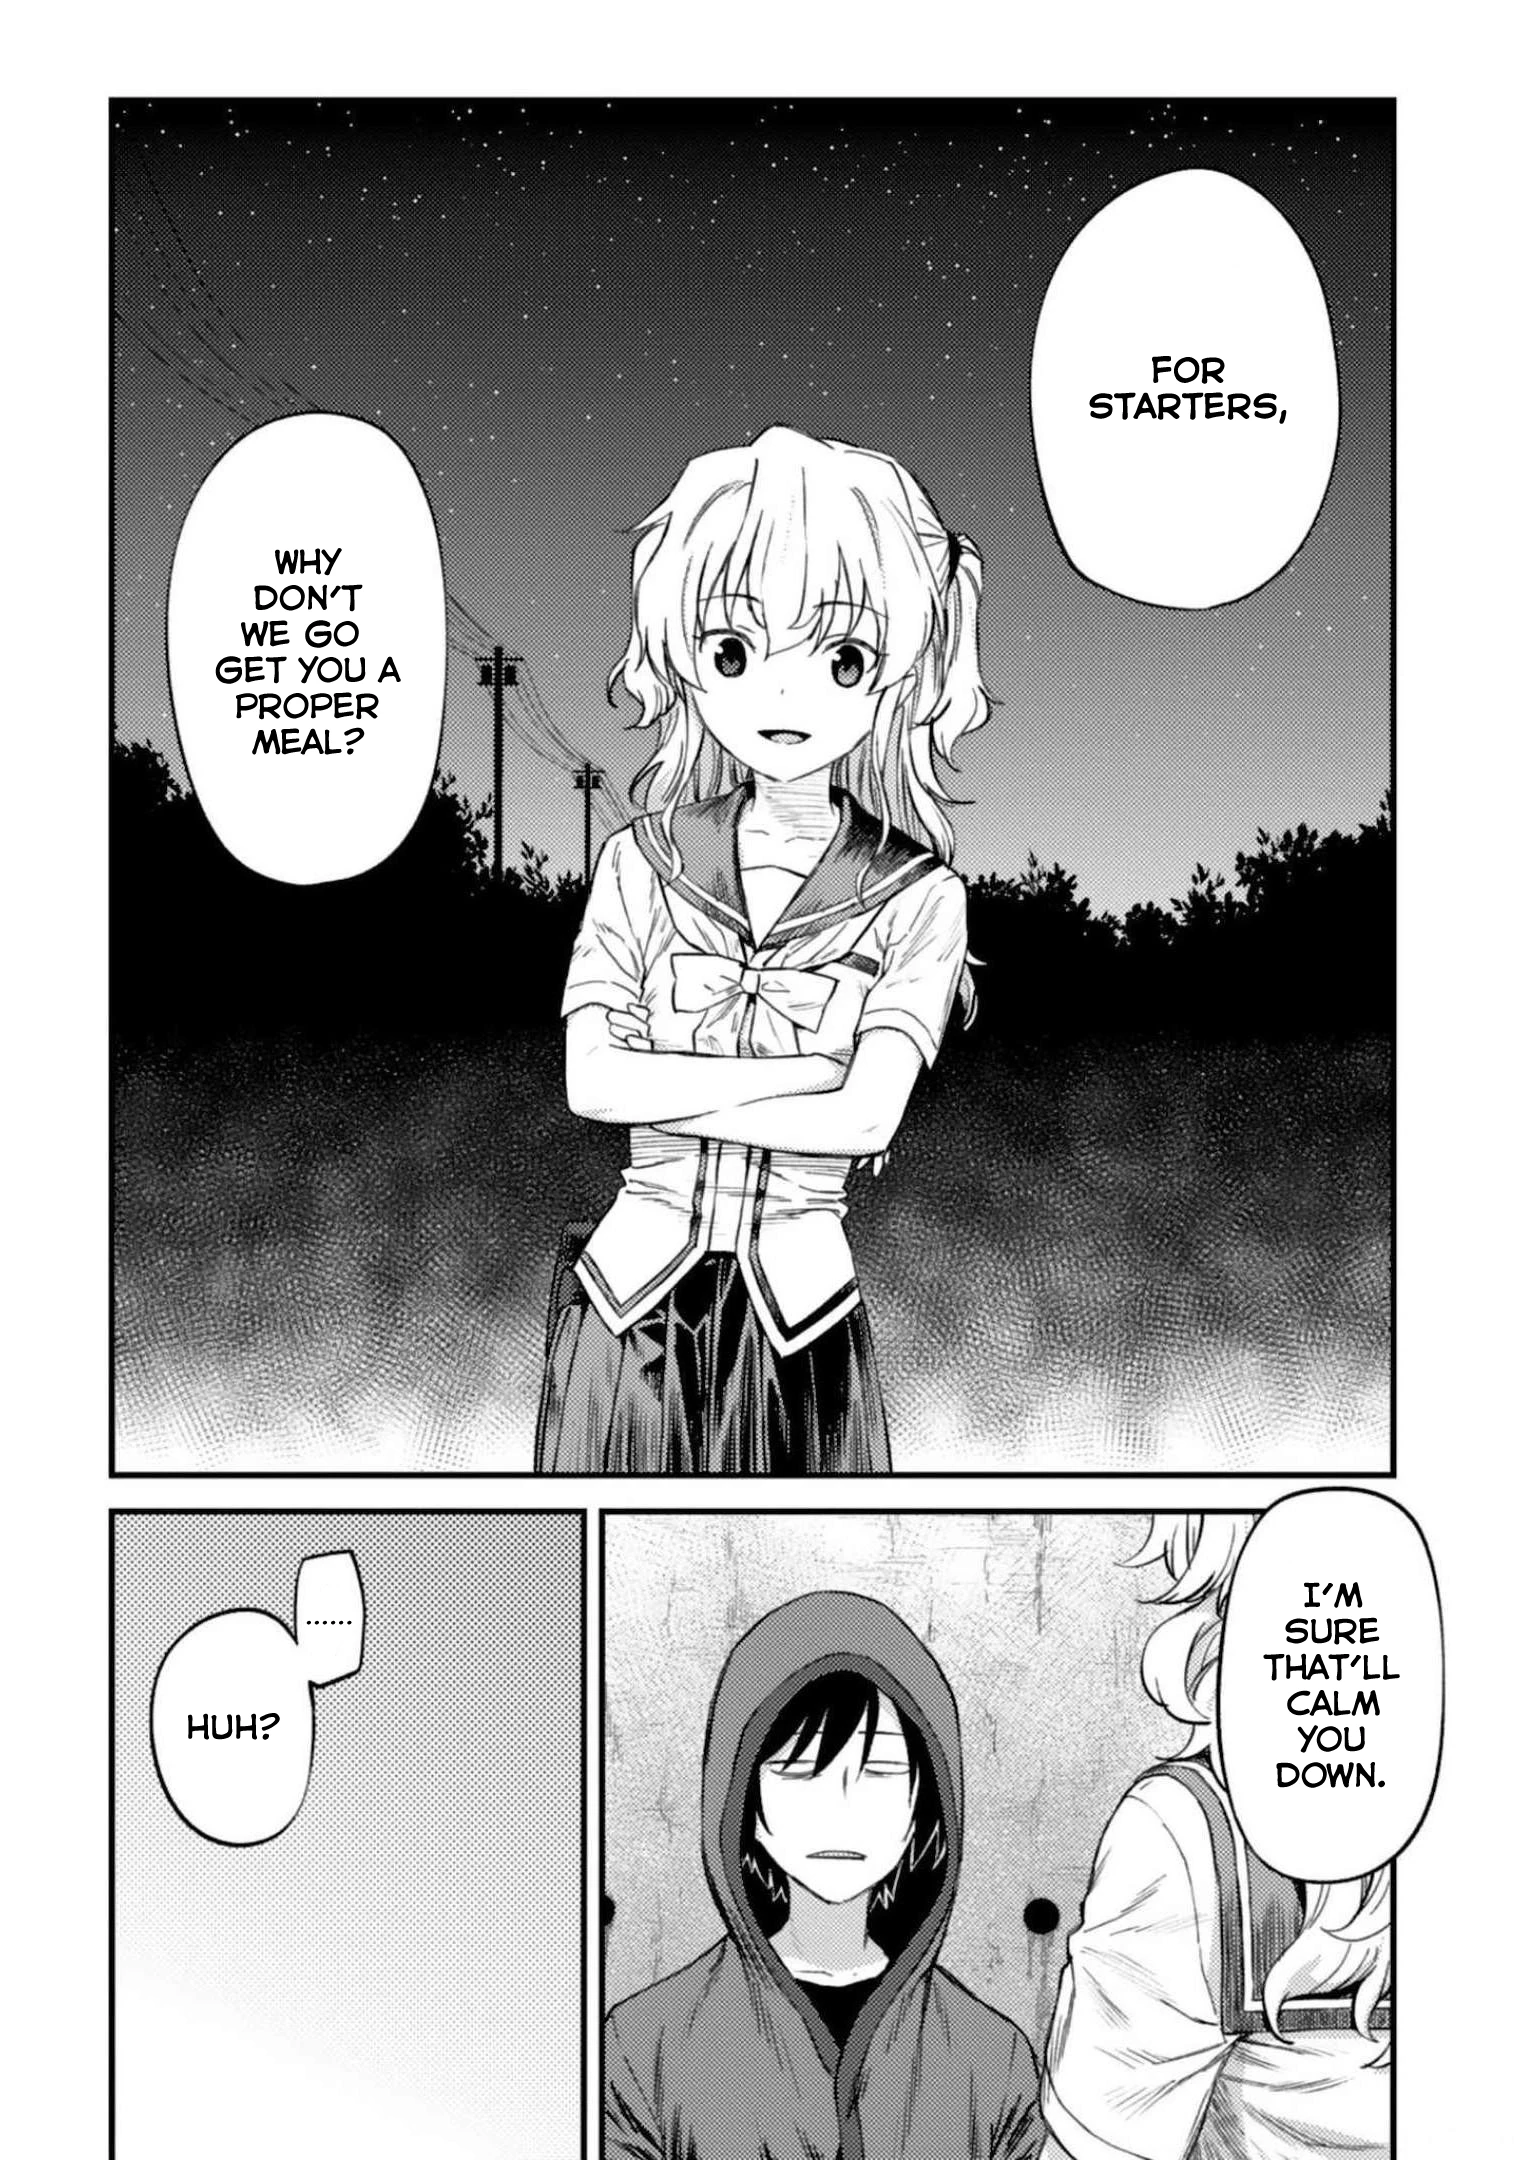 FOR
STARTERS,
WHY
DON'T
WE GO
GET YOU A
PROPER
MEAL?
I'M
SURE
THAT'LL
CALM
YOU
DOWN.
......
HUH?